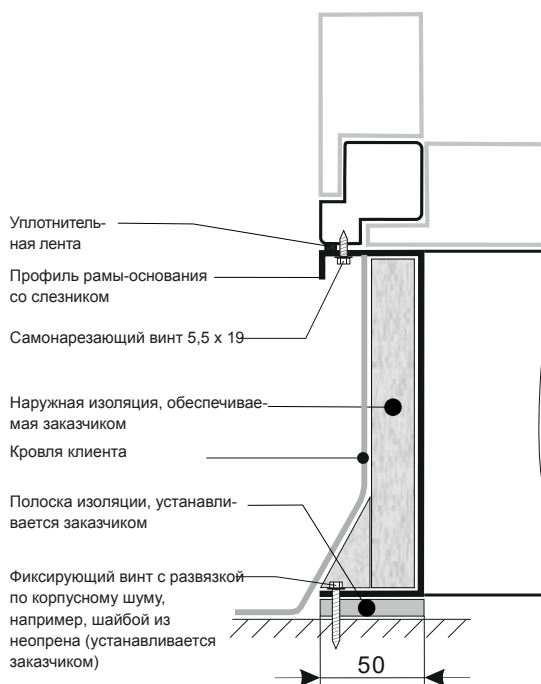 Уплотнитель-
ная лента
Профиль рамы-основания
со слезником
Самонарезающий винт 5,5 x 19
Наружная изоляция, обеспечивае-
мая заказчиком
Кровля клиента
Полоска изоляции, устанавли-
вается заказчиком
Фиксирующий винт с развязкой
по корпусному шуму,
например, шайбой из
неопрена (устанавливается
заказчиком)
50